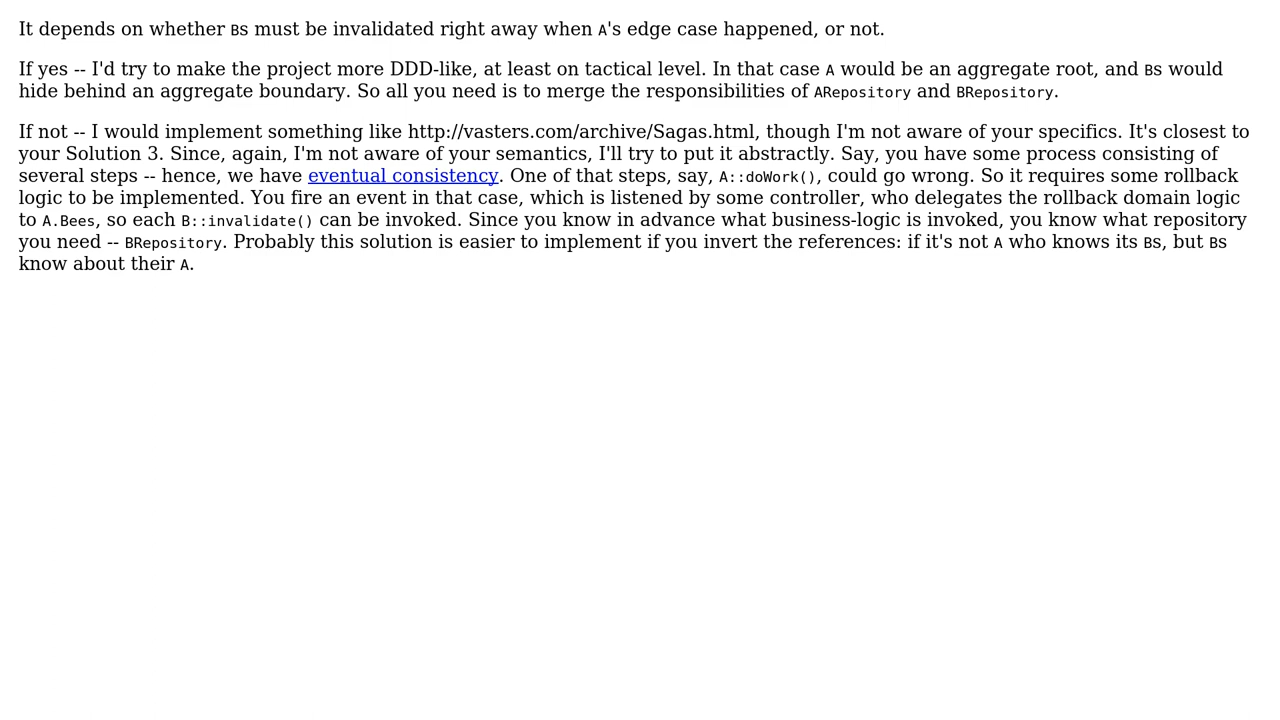 It depends on whether Bs must be invalidated right away when A's edge case happened, or not.
If yes -- I'd try to make the project more DDD-like, at least on tactical level. In that case A would be an aggregate root, and Bs would
hide behind an aggregate boundary. So all you need is to merge the responsibilities of ARepository and BRepository.
If not -- I would implement something like http://vasters.com/archive/Sagas.html, though I'm not aware of your specifics. It's closest to
your Solution 3. Since, again, I'm not aware of your semantics, I'll try to put it abstractly. Say, you have some process consisting of
several steps -- hence, we have eventual consistency. One of that steps, say, A::doWork(), could go wrong. So it requires some rollback
logic to be implemented. You fire an event in that case, which is listened by some controller, who delegates the rollback domain logic
to A.Bees, so each B::invalidate() can be invoked. Since you know in advance what business-logic is invoked, you know what repository
you need -- BRepository. Probably this solution is easier to implement if you invert the references: if it's not A who knows its Bs, but Bs
know about their A.